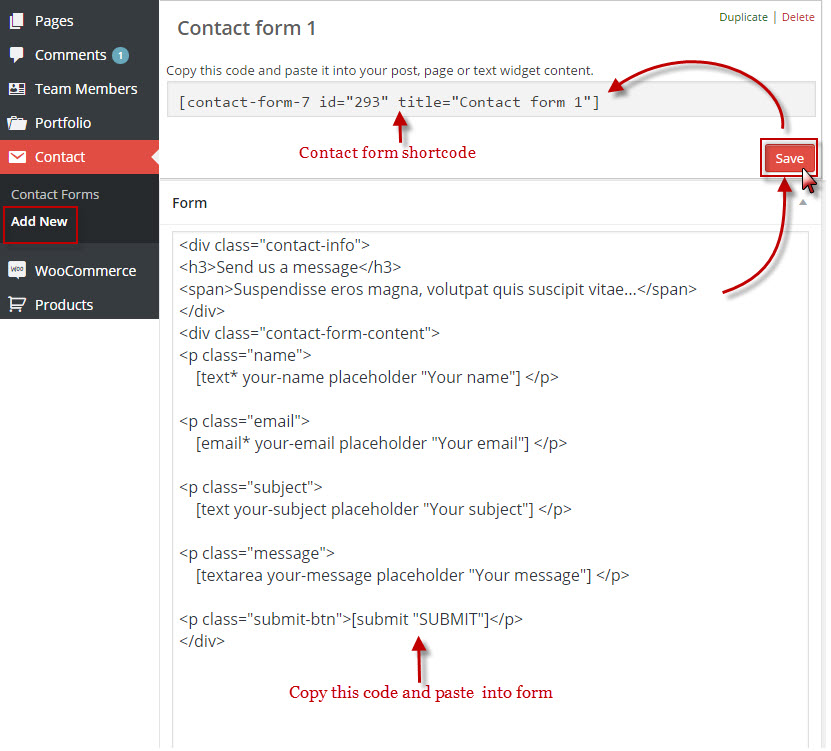 Pages
Comments 1
Team Members
Portfolio
Contact
Contact Forms
Add New
WOO WooCommerce
Products
Contact form 1
Duplicate | Delete
Copy this code and paste it into your post, page or text widget content.
[contact-form-7 id="293" title="Contact form 1"]
Contact form shortcode
Save
Form
<div class="contact-info">
<h3>Send us a message</h3>
<span>Suspendisse eros magna, volutpat quis suscipit vitae...</span>
</div>
<div class="contact-form-content">
<p class="name">
[text* your-name placeholder "Your name"] </p>
<p class="email">
[email* your-email placeholder "Your email"] </p>
<p class="subject">
[text your-subject placeholder "Your subject"] </p>
<p class="message">
[textarea your-message placeholder "Your message"] </p>
<p class="submit-btn">[submit "SUBMIT"]</p>
</div>
Copy this code and paste into form